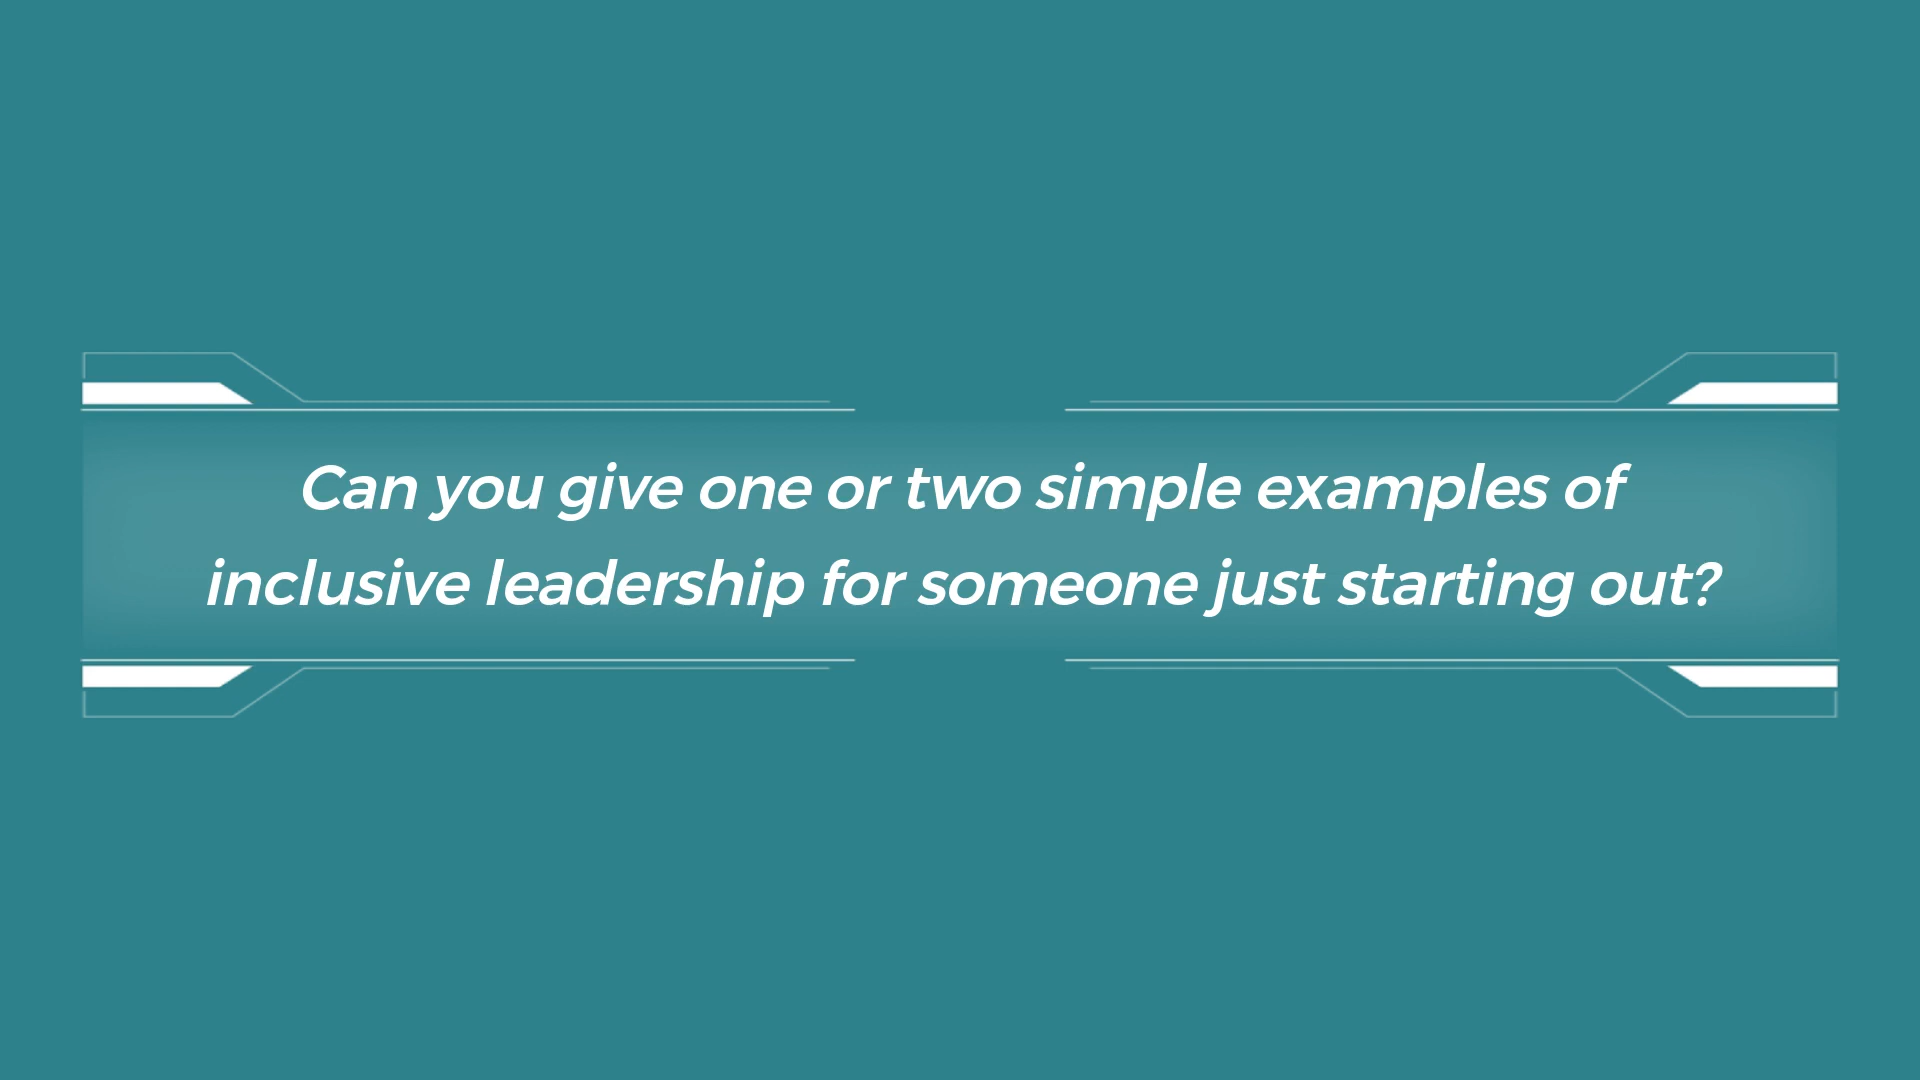 Can you give one or two simple examples of
inclusive leadership for someone just starting out?